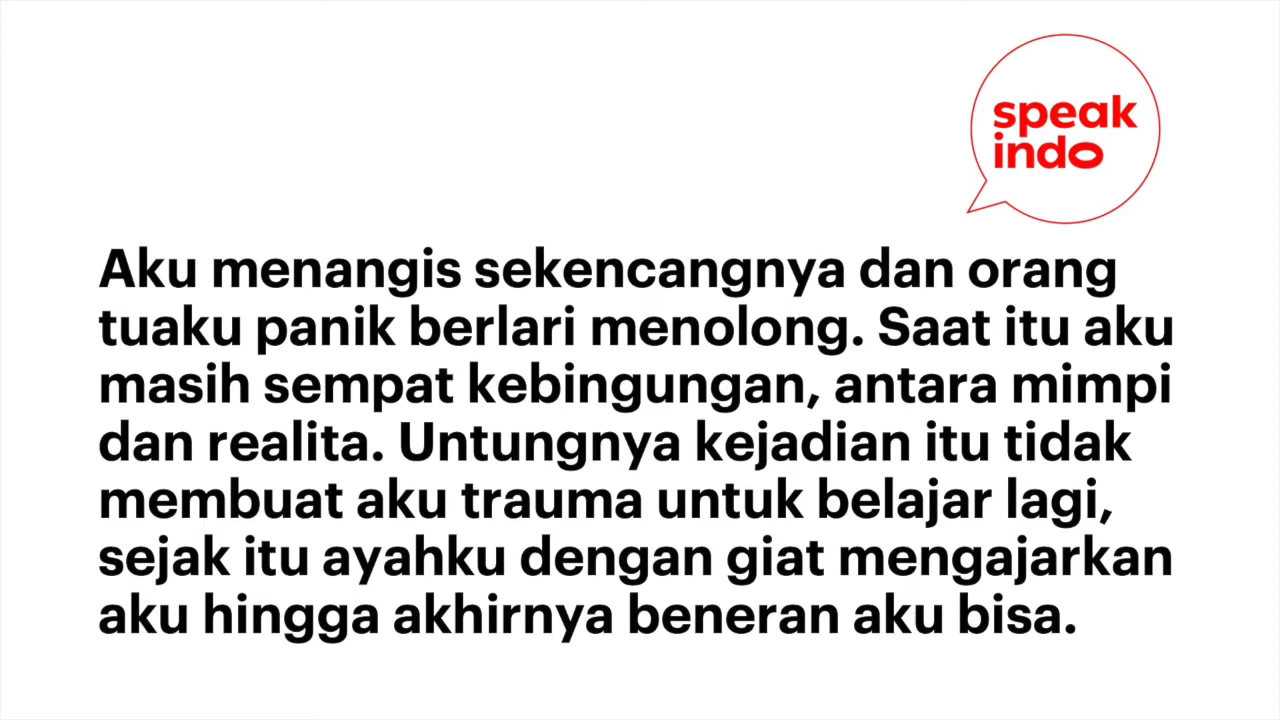 speak
indo
Aku menangis sekencangnya dan orang
tuaku panik berlari menolong. Saat itu aku
masih sempat kebingungan, antara mimpi
dan realita. Untungnya kejadian itu tidak
membuat aku trauma untuk belajar lagi,
sejak itu ayahku dengan giat mengajarkan
aku hingga akhirnya beneran aku bisa.